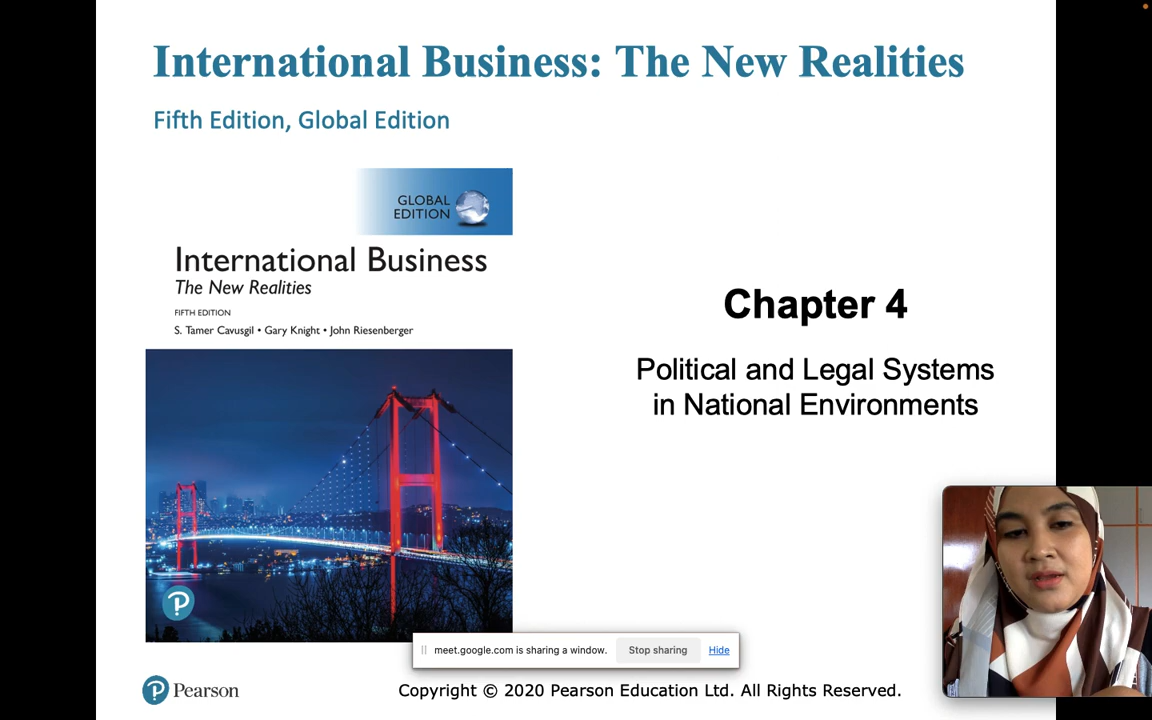 International Business: The New Realities
Fifth Edition, Global Edition
GLOBAL
EDITION
International Business
The New Realities
FIFTH EDITION
S. Tamer Cavusgil • Gary Knight • John Riesenberger
Chapter 4
Political and Legal Systems
in National Environments
P
meet.google.com is sharing a window.
Stop sharing
Hide
P Pearson
Copyright © 2020 Pearson Education Ltd. All Rights Reserved.